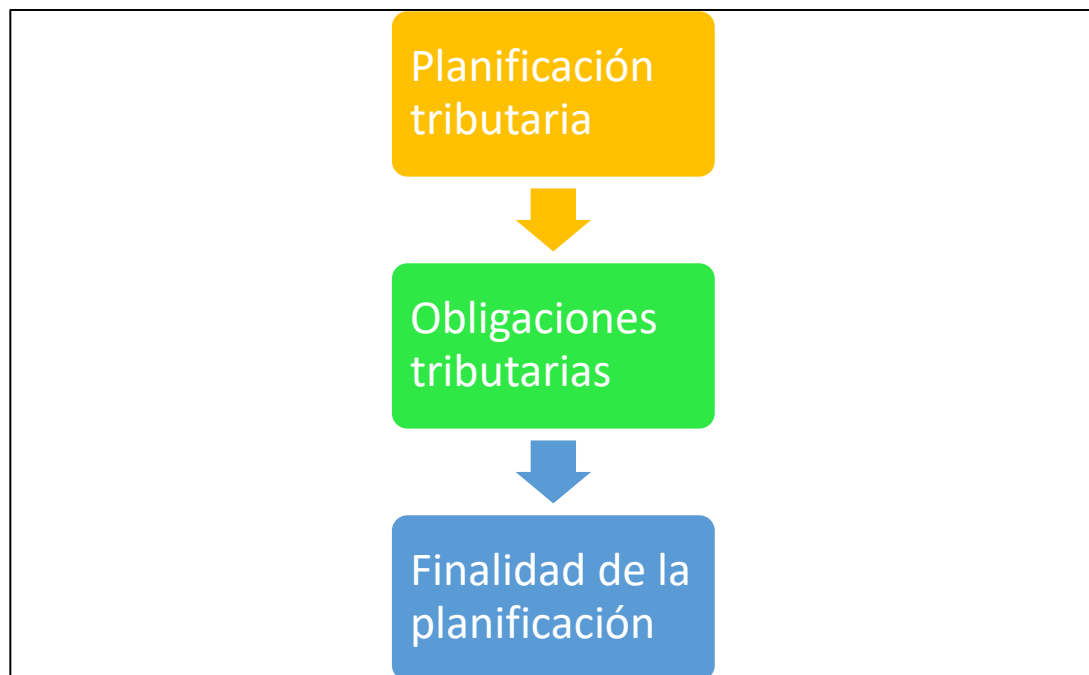 Planificación
tributaria
Obligaciones
tributarias
Finalidad de la
planificación